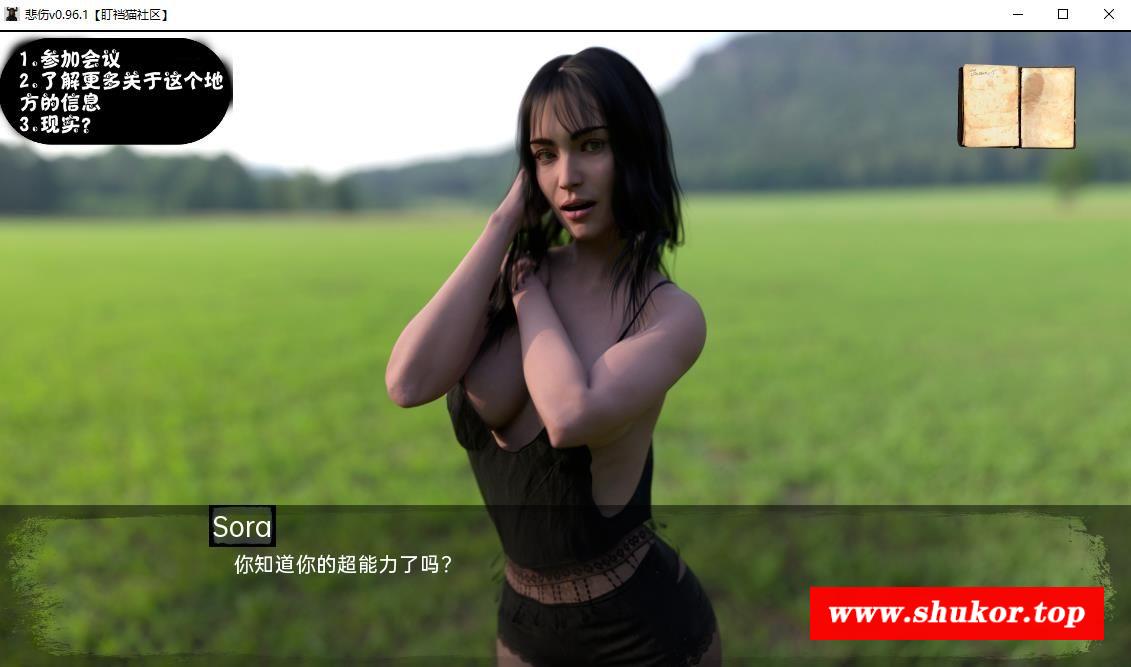 悲伤v0.96.1【盯裆猫社区】
1.参加会议
2.了解更多关于这个地
方的信息
3.现实?
Sora
你知道你的超能力了吗?
www.shukor.top